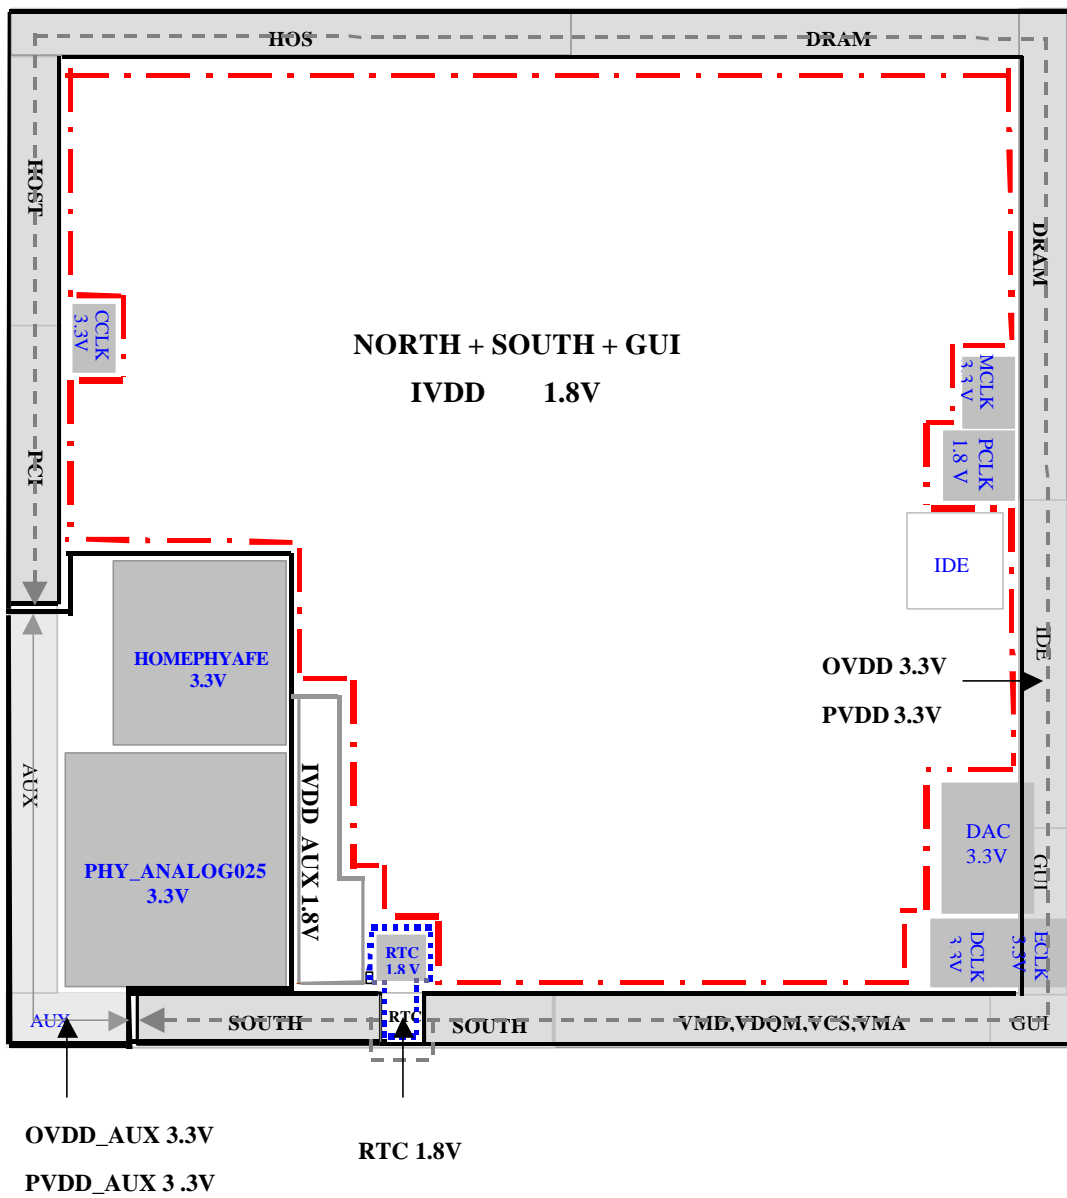 HOS
DRAM
HOST
DRAM
CCLK
3.3V
NORTH + SOUTH + GUI
IVDD 1.8V
MCLK
3.3 V
PCLK
1.8 V
PCI
IDE
HOMEPHYAFE
3.3V
IDE
OVDD 3.3V
PVDD 3.3V
AUX
IVDD AUX 1.8V
DAC
3.3V
GUI
PHY_ANALOG025
3.3V
RTC
1.8 V
DCLK
3.3V
ECLK
3.3V
AUX
SOUTH
RTC
SOUTH
VMD,VDQM,VCS,VMA
GUI
OVDD_AUX 3.3V
RTC 1.8V
PVDD_AUX 3 .3V